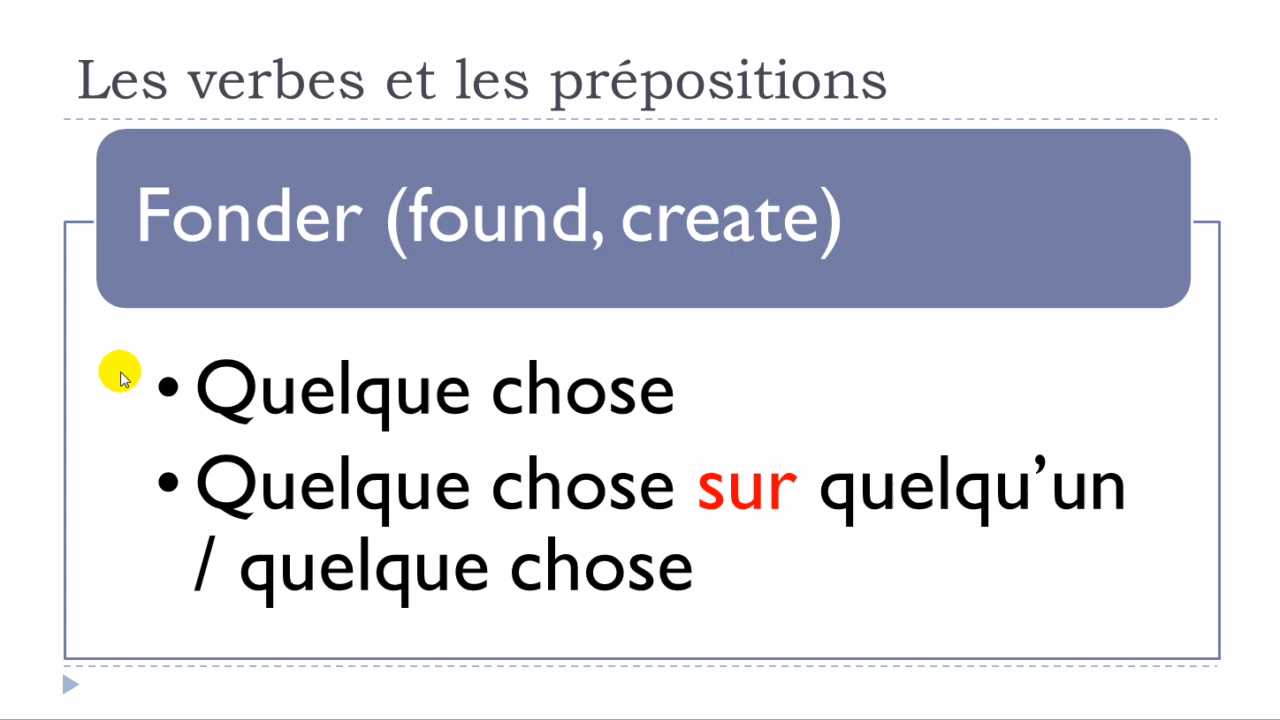 Les verbes et les prépositions
Fonder (found, create)
• Quelque chose
• Quelque chose sur quelqu’un
/ quelque chose